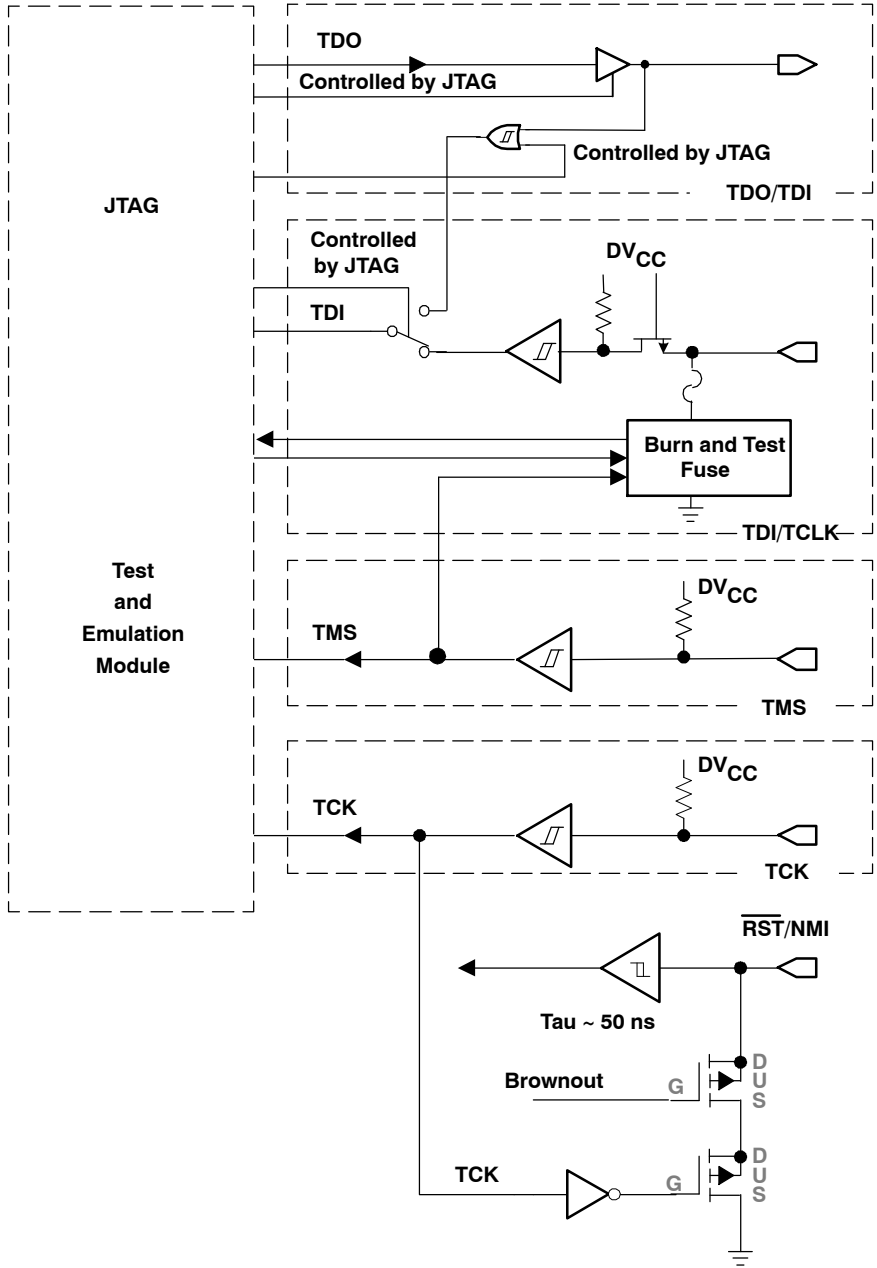 TDO
Controlled by JTAG
Controlled by JTAG
TDO/TDI
JTAG
Controlled
by JTAG
DVCC
TDI
Burn and Test
Fuse
TDI/TCLK
Test
and
Emulation
Module
DVCC
TMS
TMS
DVCC
TCK
TCK
RST/NMI
Tau ~ 50 ns
Brownout
G
D
U
S
TCK
G
D
U
S